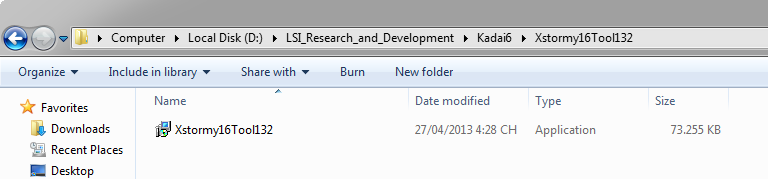 Computer Local Disk (D:) LSI_Research_and_Development Kadai6 Xstormy16Tool132
Organize Include in library Share with Burn New folder
Favorites
Downloads
Recent Places
Desktop
Name Date modified Type Size
Xstormy16Tool132 27/04/2013 4:28 CH Application 73.255 KB